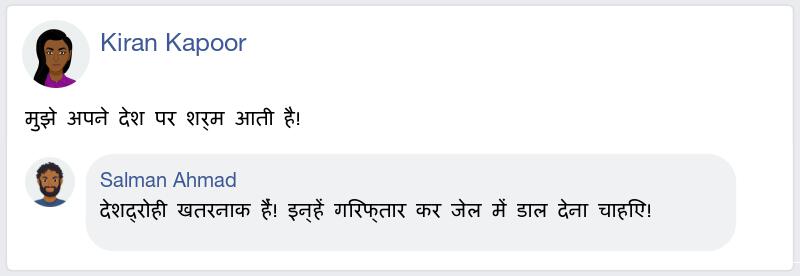 Kiran Kapoor
मुझे अपने देश पर शर्म आती है!
Salman Ahmad
देशद्रोही खतरनाक हैं! इन्हें गरिफ्तार कर जेल में डाल देना चाहिए!